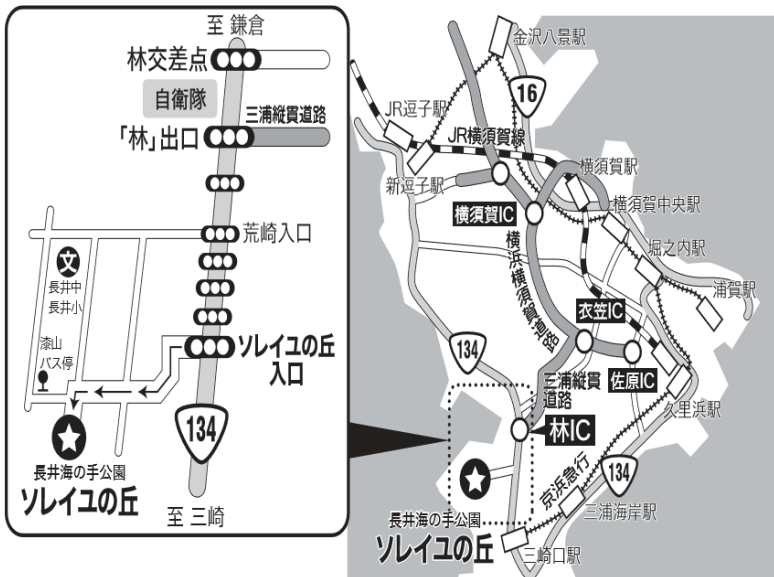 至 鎌倉
林交差点
自衛隊
三浦縦貫道路
「林」出口
荒崎入口
文
長井中
長井小
漆山
バス停
ソレイユの丘
入口
134
長井海の手公園
ソレイユの丘
至 三崎
金沢八景駅
16
JR逗子駅
JR横須賀線
新逗子駅
横須賀駅
横須賀IC
横須賀中央駅
堀之内駅
浦賀駅
横浜横須賀道路
衣笠IC
134
三浦縦貫
道路
佐原IC
久里浜駅
林IC
京浜急行
134
三浦海岸駅
長井海の手公園
ソレイユの丘
三崎口駅